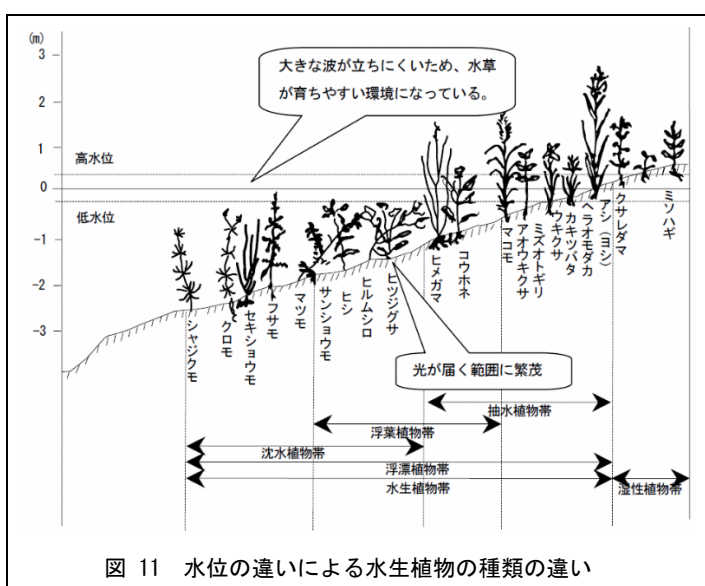 (m)
3
2
1
0
-1
-2
-3
高水位
低水位
大きな波が立ちにくいため、水草
が育ちやすい環境になっている。
シャジクモ
クロモ
セキショウモ
フサモ
マツモ
サンショウモ
ヒシ
ヒルムシロ
ヒツジグサ
ヒメガマ
コウホネ
マコモ
アオウキクサ
ミズオトギリ
ウキクサ
カキツバタ
ヘラオモダカ
アシ(ヨシ)
クサレダマ
ミソハギ
光が届く範囲に繁茂
抽水植物帯
浮葉植物帯
沈水植物帯
浮漂植物帯
水生植物帯
湿性植物帯
図 11 水位の違いによる水生植物の種類の違い